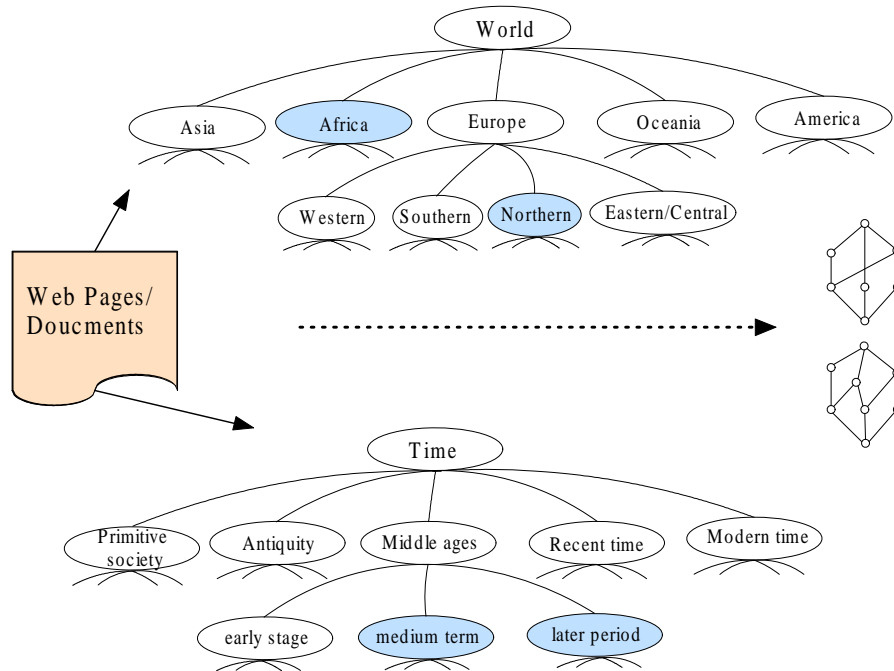 World
Asia
Africa
Europe
Oceania
America
Western
Southern
Northern
Eastern/Central
Web Pages/
Doucments
Time
Primitive
society
Antiquity
Middle ages
Recent time
Modern time
early stage
medium term
later period